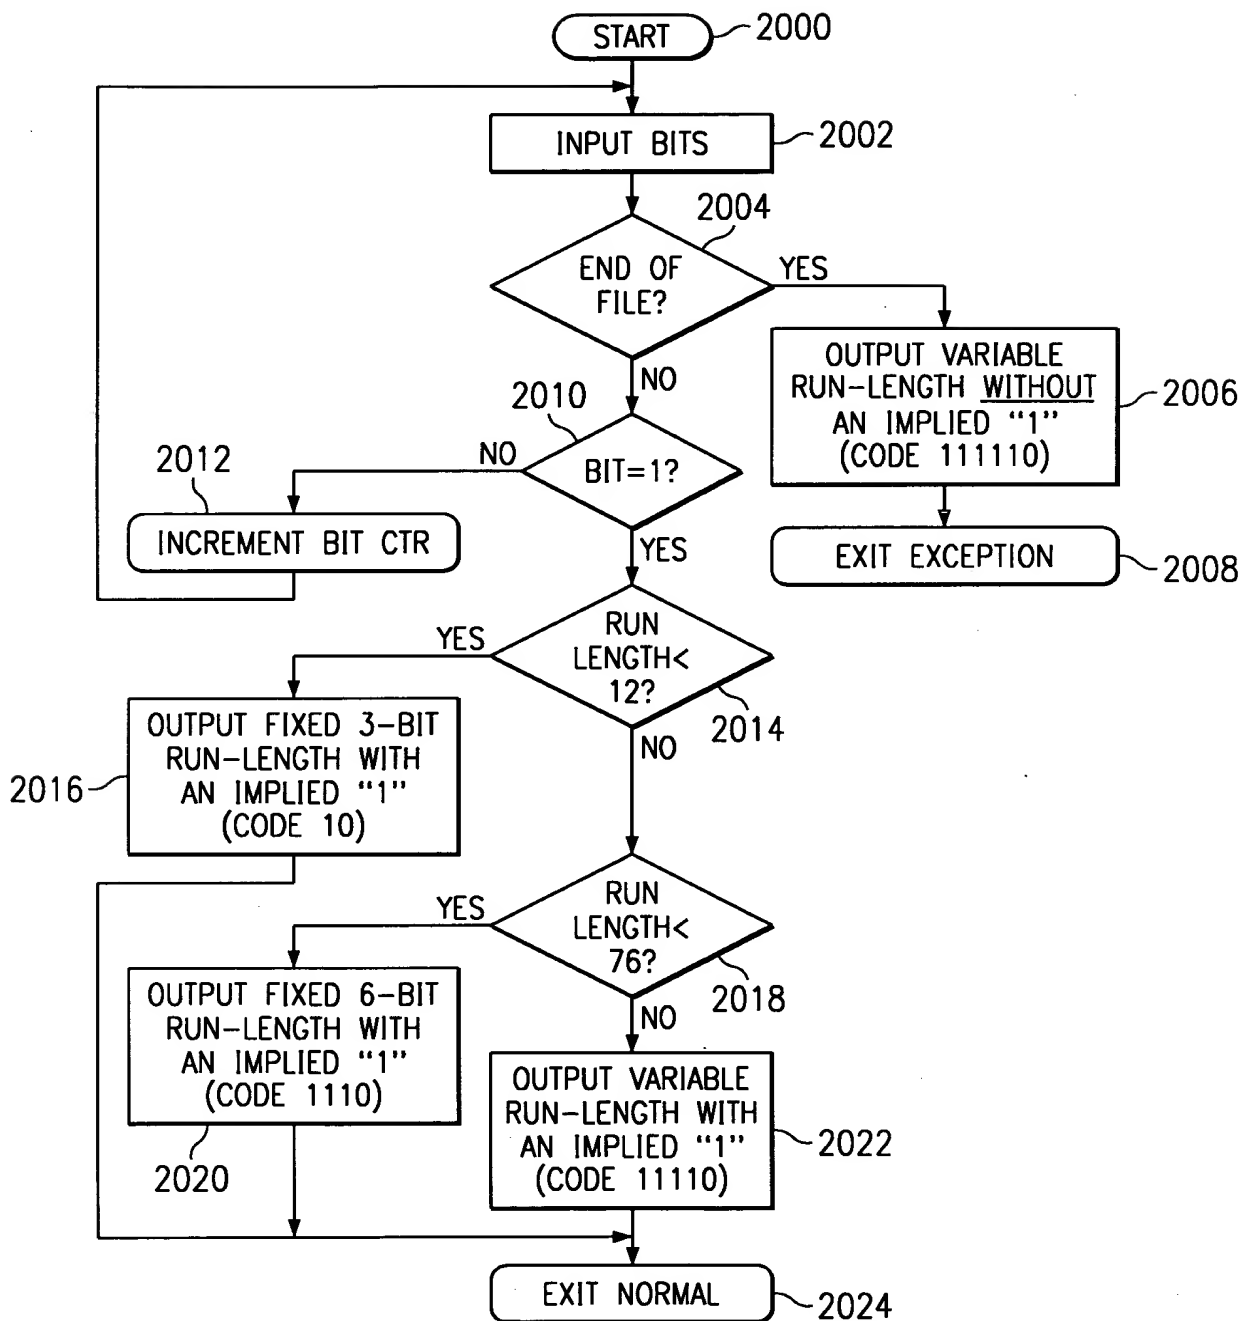 START
2000
INPUT BITS
2002
2004
END OF
FILE?
YES
NO
OUTPUT VARIABLE
RUN-LENGTH WITHOUT
AN IMPLIED "1"
(CODE 111110)
2006
2010
BIT=1?
NO
YES
2012
INCREMENT BIT CTR
EXIT EXCEPTION
2008
RUN
LENGTH<
12?
YES
2014
NO
OUTPUT FIXED 3-BIT
RUN-LENGTH WITH
AN IMPLIED "1"
(CODE 10)
2016
RUN
LENGTH<
76?
YES
2018
NO
OUTPUT FIXED 6-BIT
RUN-LENGTH WITH
AN IMPLIED "1"
(CODE 1110)
2020
OUTPUT VARIABLE
RUN-LENGTH WITH
AN IMPLIED "1"
(CODE 11110)
2022
EXIT NORMAL
2024